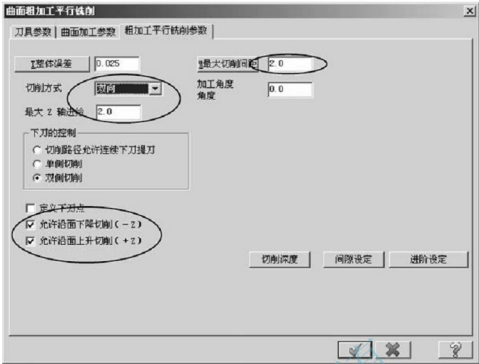 曲面粗加工平行铣削
刀具参数 曲面加工参数 粗加工平行铣削参数
T整体误差 0.025
M最大切削间距 2.0
切削方式 双向
加工角度
角度 0.0
最大 Z 轴进给 2.0
下刀的控制
切削路径允许连续下刀提刀
单侧切削
双侧切削
定义下刀点
允许沿面下降切削(-Z)
允许沿面上升切削(+Z)
切削深度 间隙设定 进阶设定